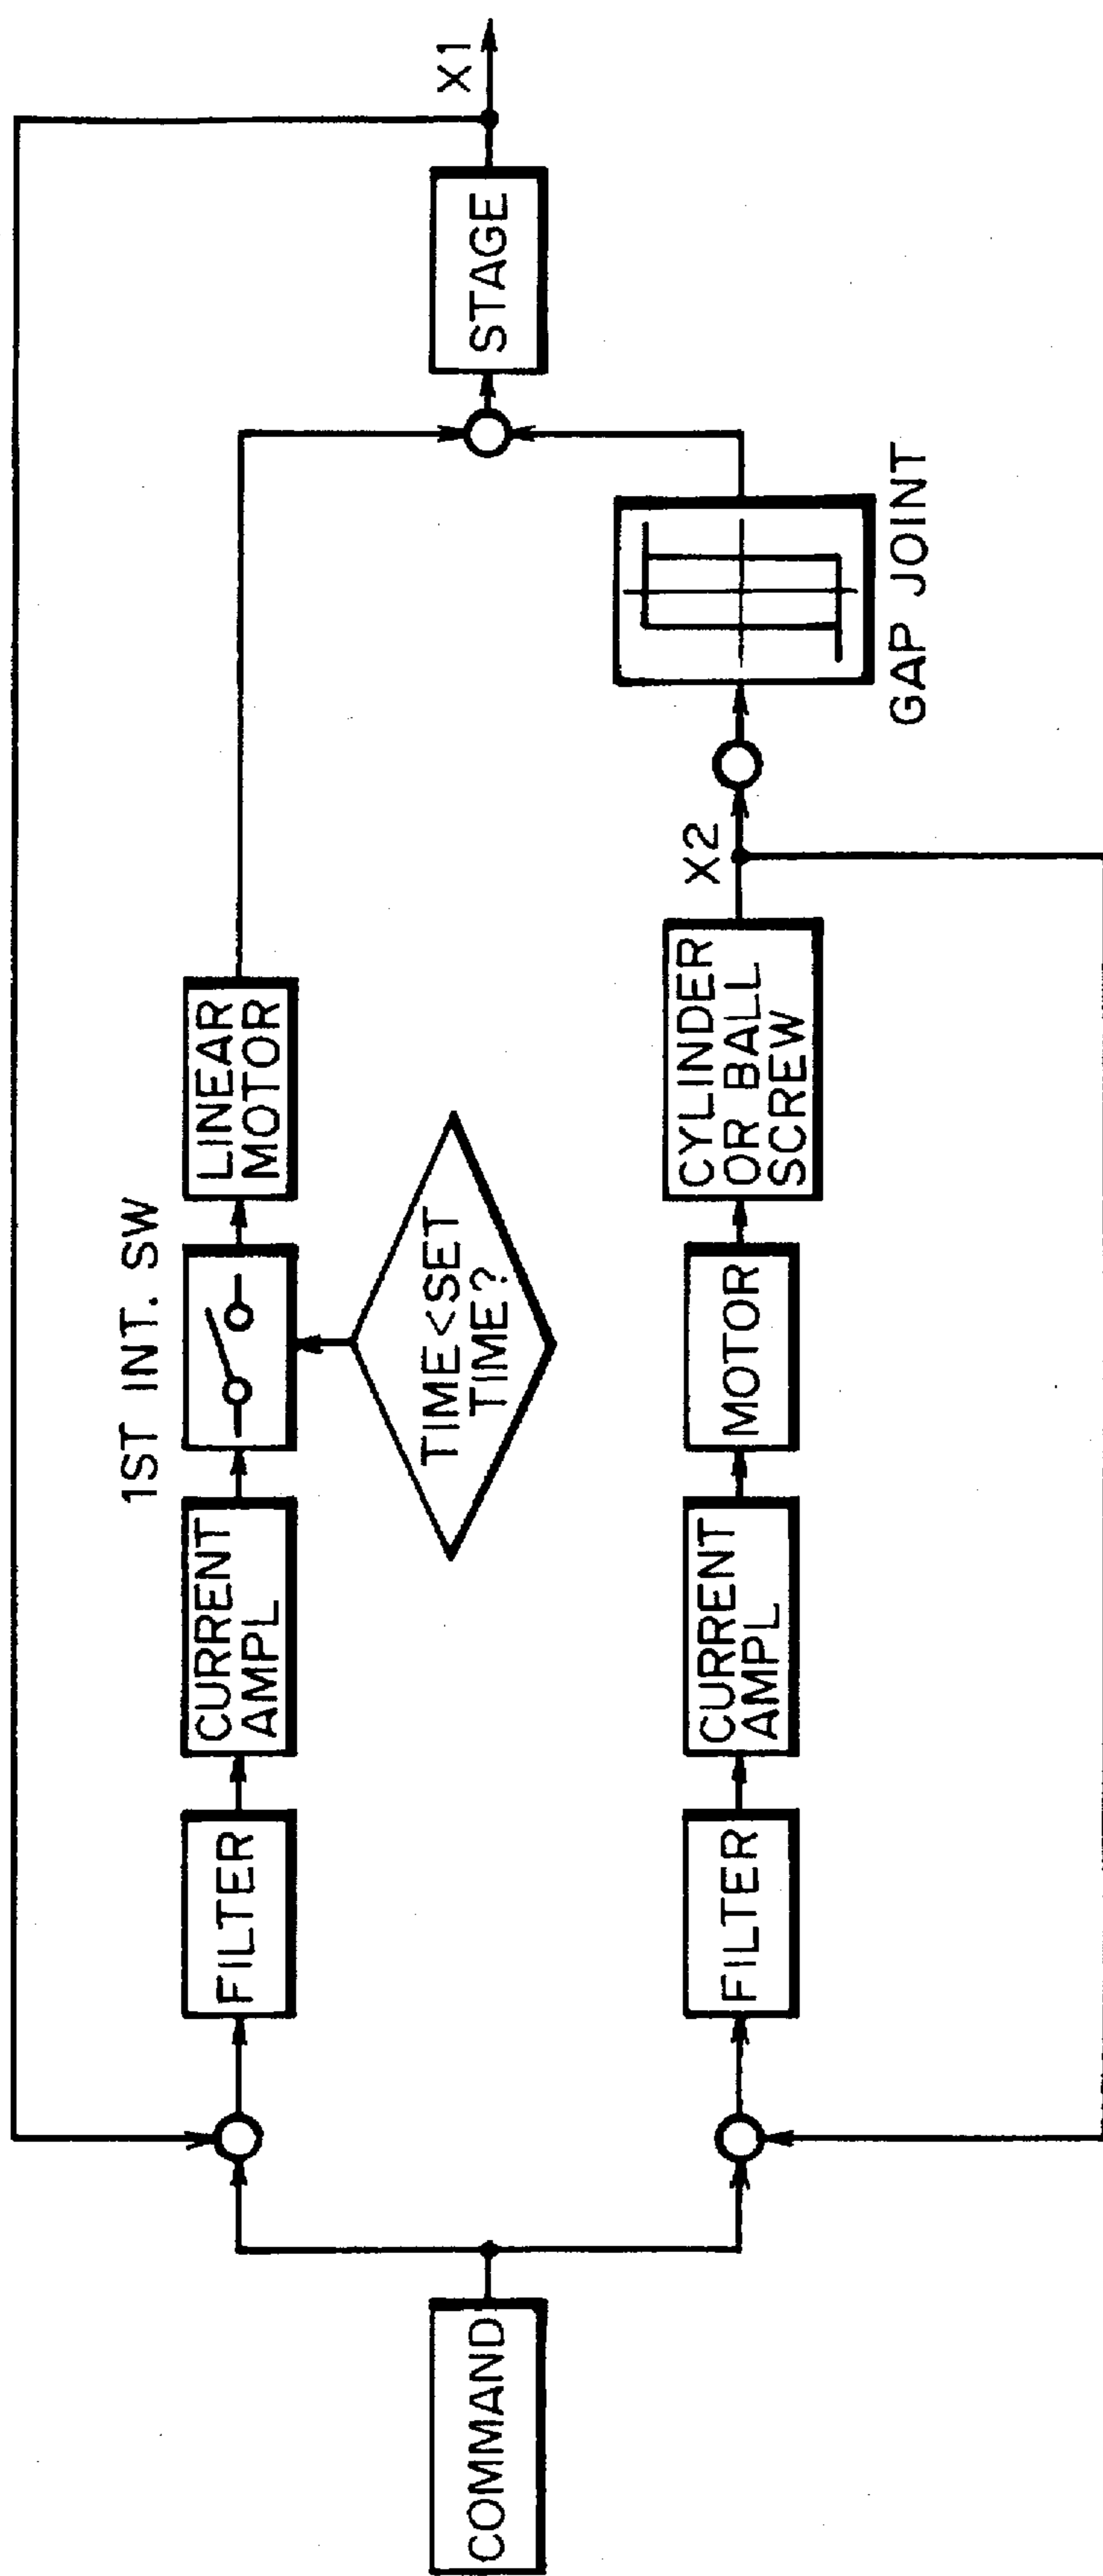 COMMAND
FILTER
CURRENT
AMPL
1ST INT. SW
LINEAR
MOTOR
TIME<SET
TIME?
FILTER
CURRENT
AMPL
MOTOR
CYLINDER
OR BALL
SCREW
X2
GAP JOINT
STAGE
X1